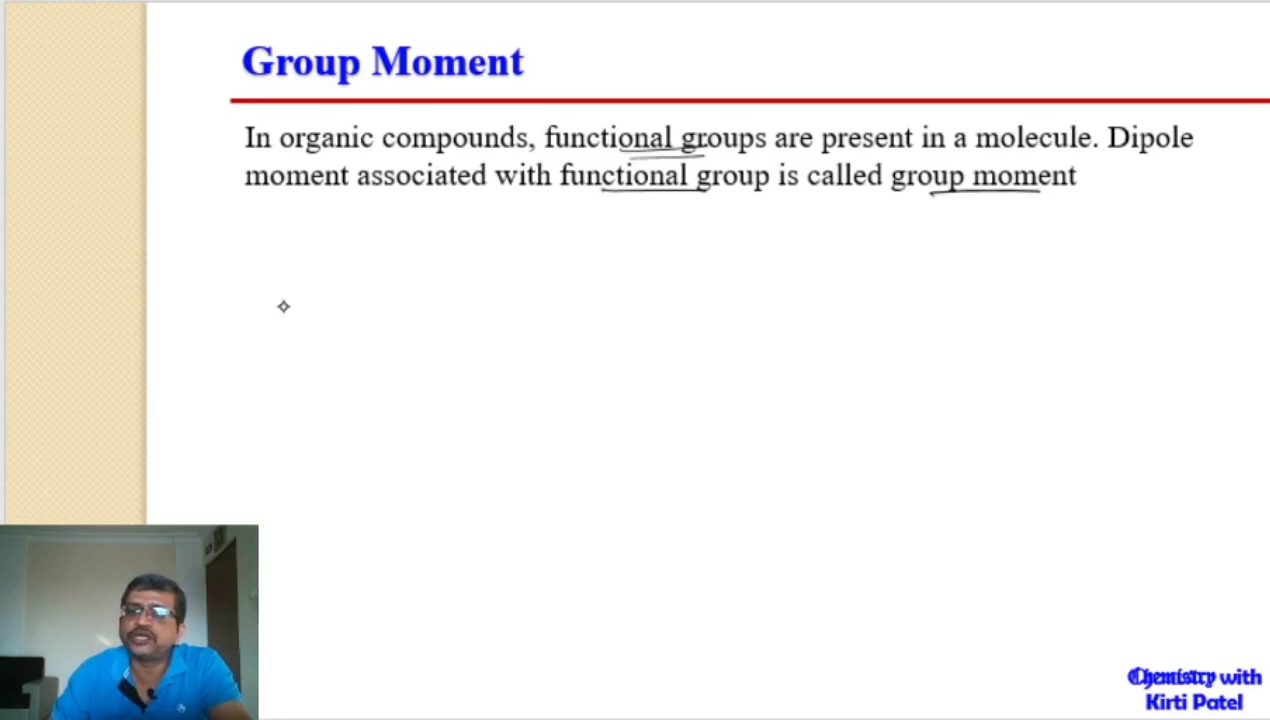 Group Moment
In organic compounds, functional groups are present in a molecule. Dipole
moment associated with functional group is called group moment
Chemistry with
Kirti Patel